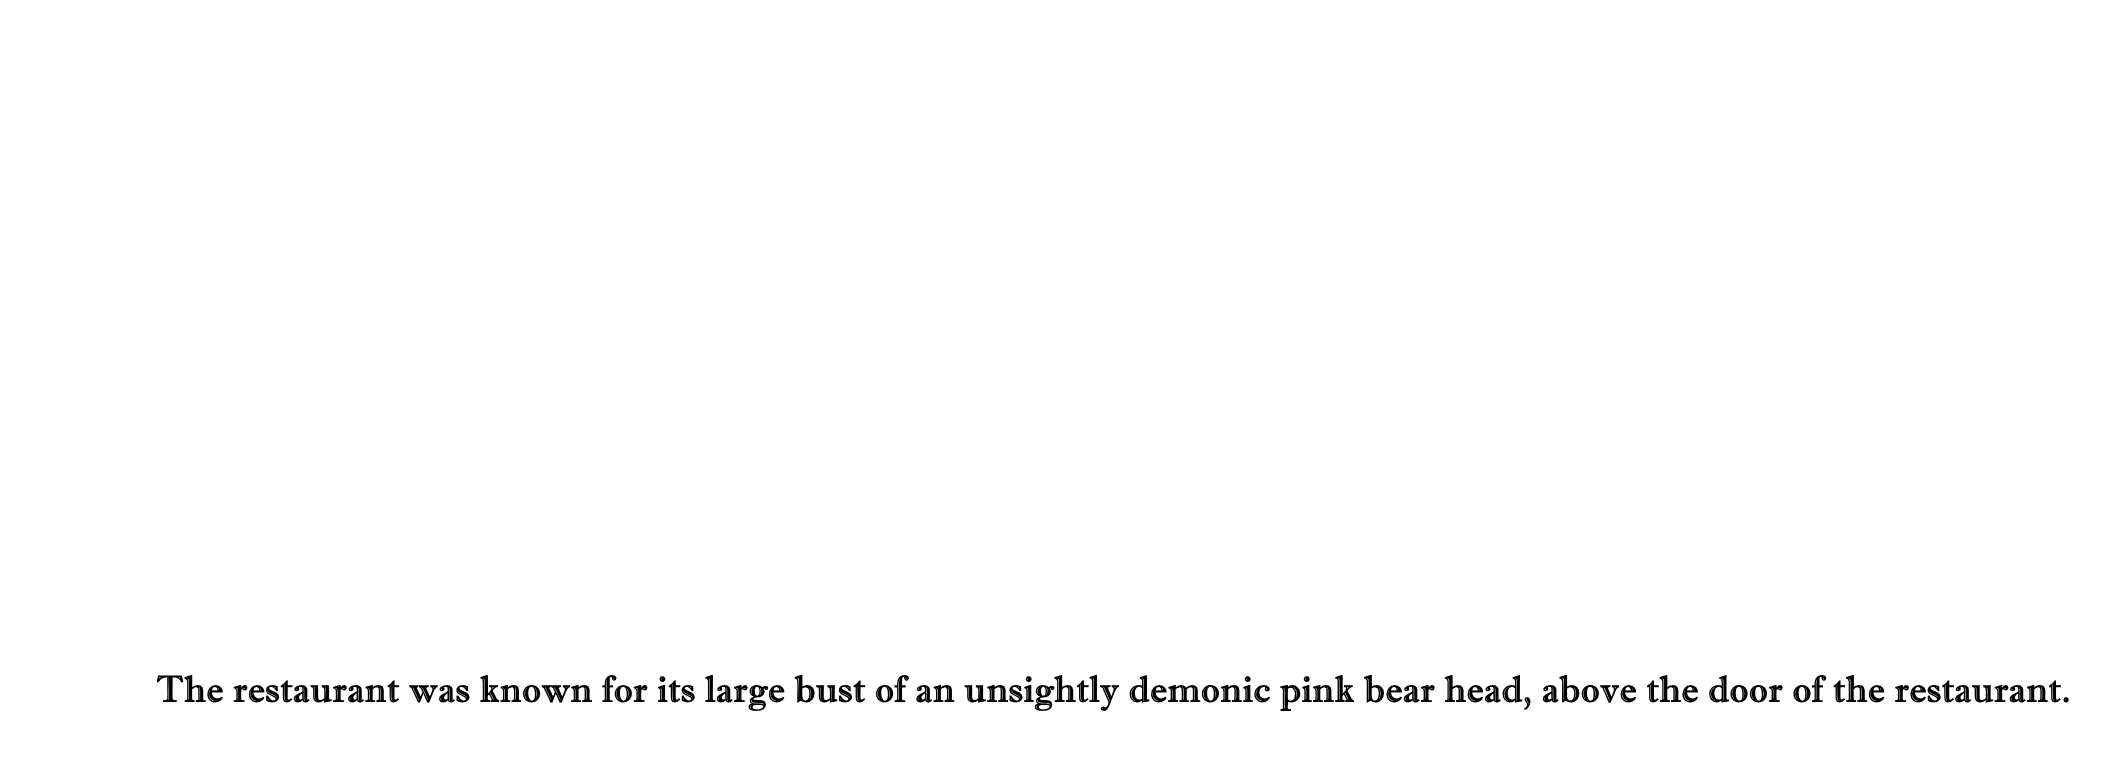 The restaurant was known for its large bust of an unsightly demonic pink bear head, above the door of the restaurant.